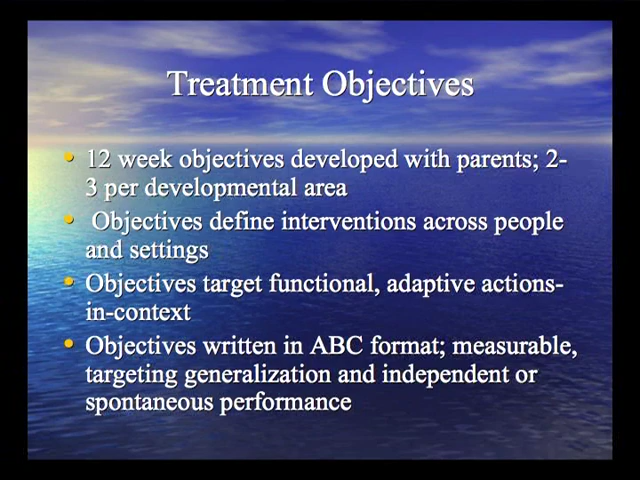 Treatment Objectives
• 12 week objectives developed with parents; 2-
3 per developmental area
• Objectives define interventions across people
and settings
• Objectives target functional, adaptive actions-
in-context
• Objectives written in ABC format; measurable,
targeting generalization and independent or
spontaneous performance